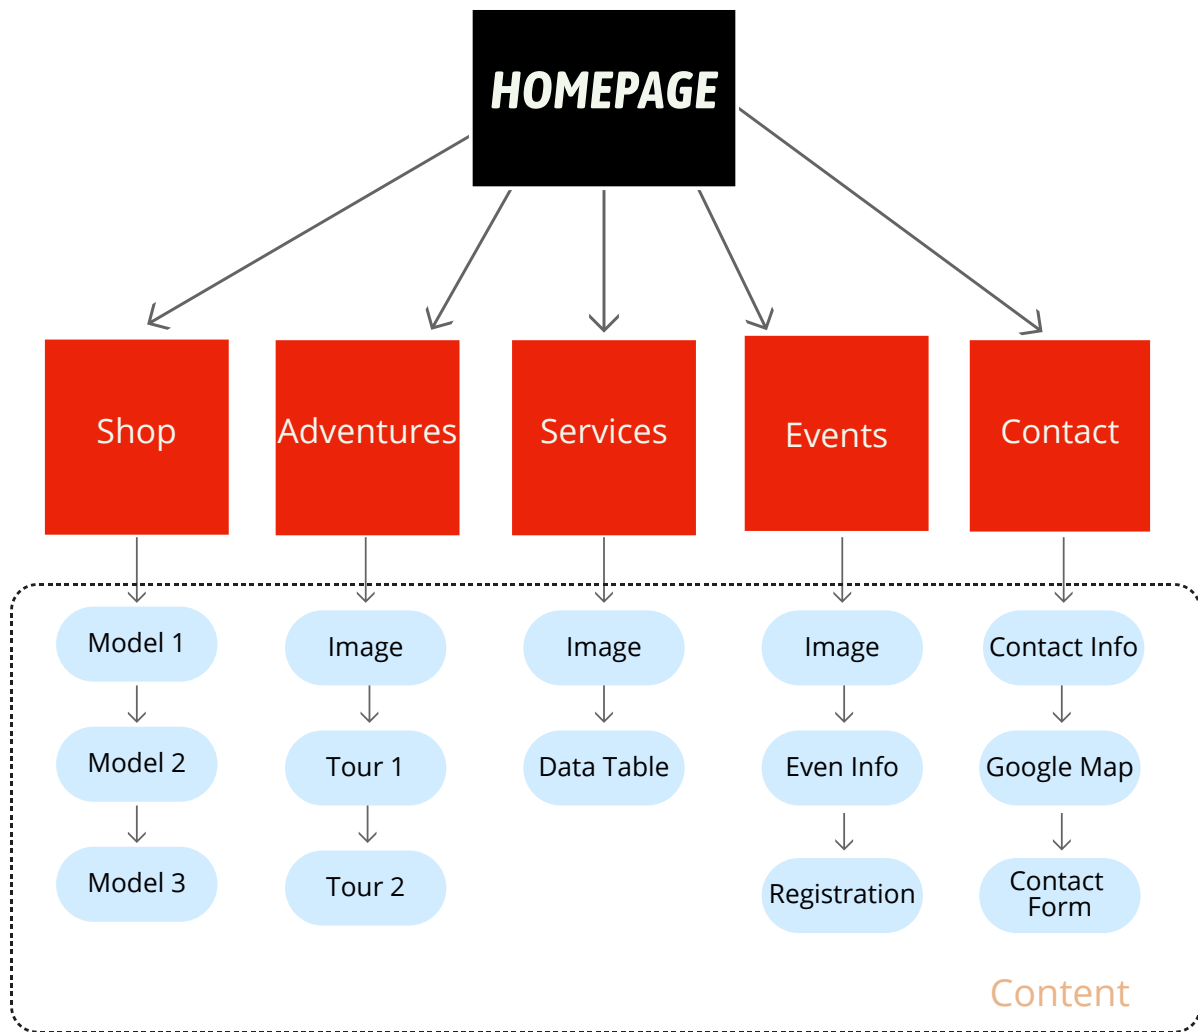 HOMEPAGE
Shop
Adventures
Services
Events
Contact
Model 1
Image
Image
Image
Contact Info
Model 2
Tour 1
Data Table
Even Info
Google Map
Model 3
Tour 2
Registration
Contact
Form
Content